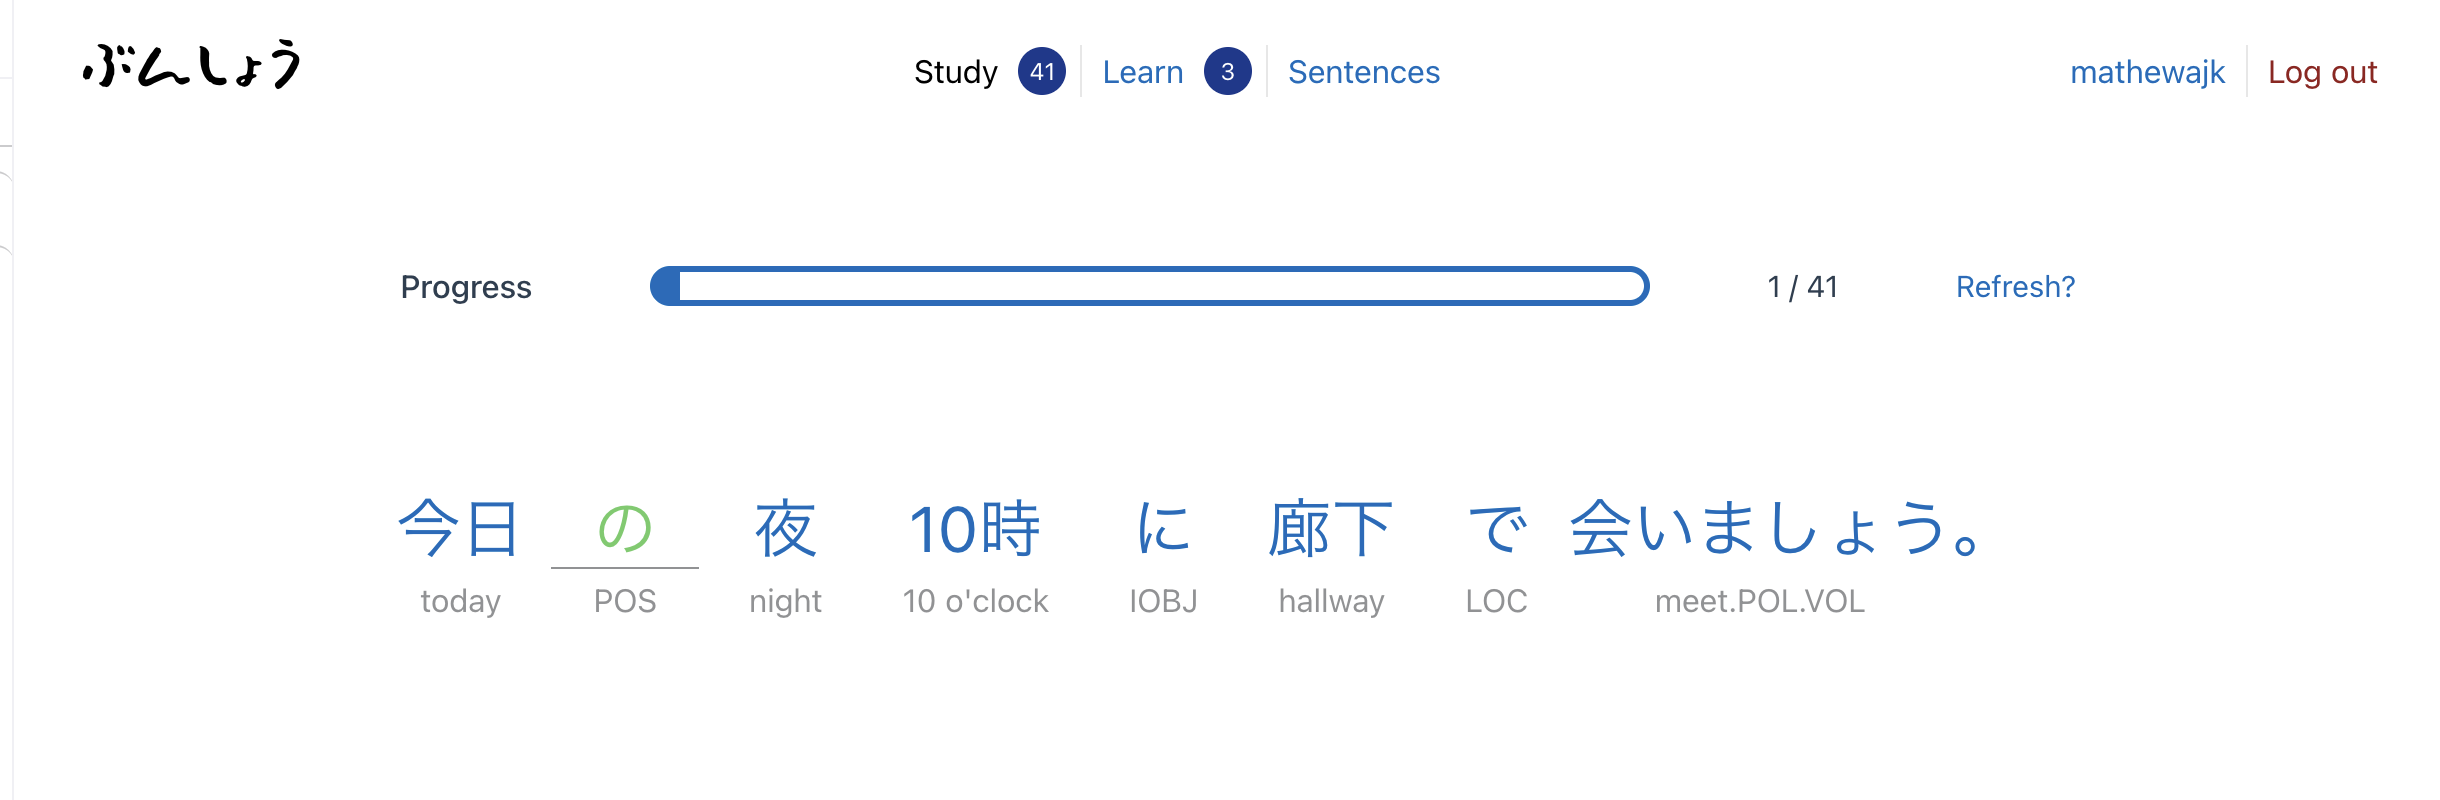 ぶんしょう
Study 41 Learn 3 Sentences
mathewajk Log out
Progress 1 / 41 Refresh?
今日 の 夜 10時 に 廊下 で 会いましょう。
today POS night 10 o'clock IOBJ hallway LOC meet.POL.VOL